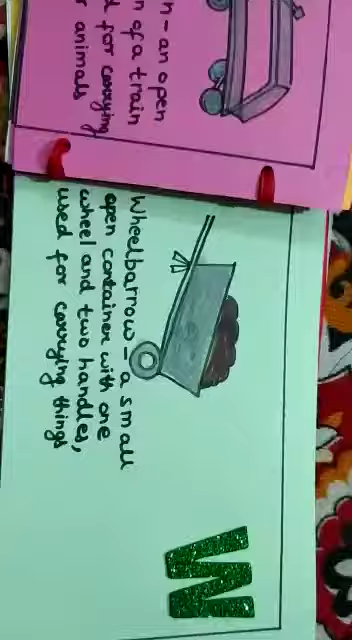 n - an open
n of a train
d for carrying
r animals
W
Wheelbarrow - a small
open container with one
wheel and two handles,
used for carrying things